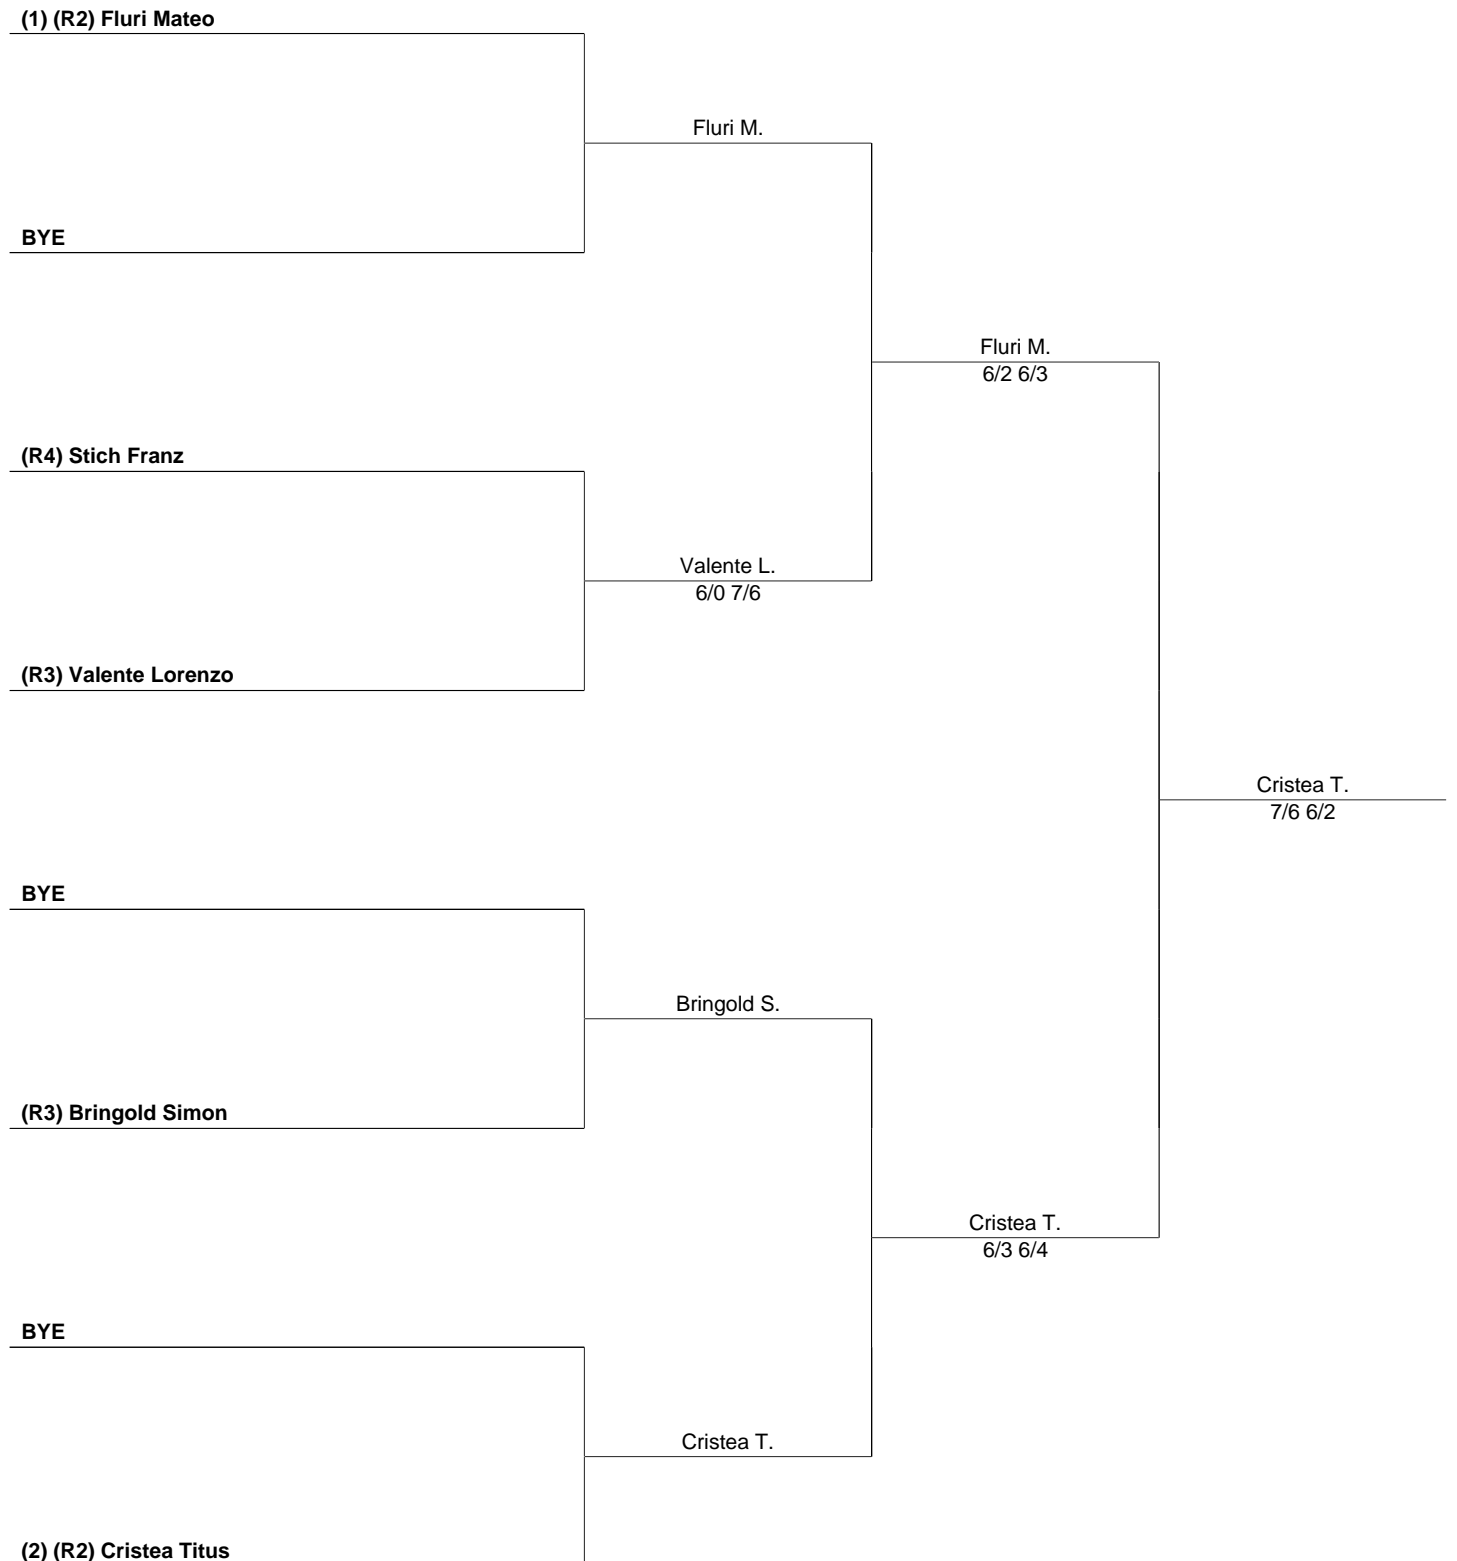 (1) (R2) Fluri Mateo
Fluri M.
BYE
Fluri M.
6/2 6/3
(R4) Stich Franz
Valente L.
6/0 7/6
(R3) Valente Lorenzo
Cristea T.
7/6 6/2
BYE
Bringold S.
(R3) Bringold Simon
Cristea T.
6/3 6/4
BYE
Cristea T.
(2) (R2) Cristea Titus